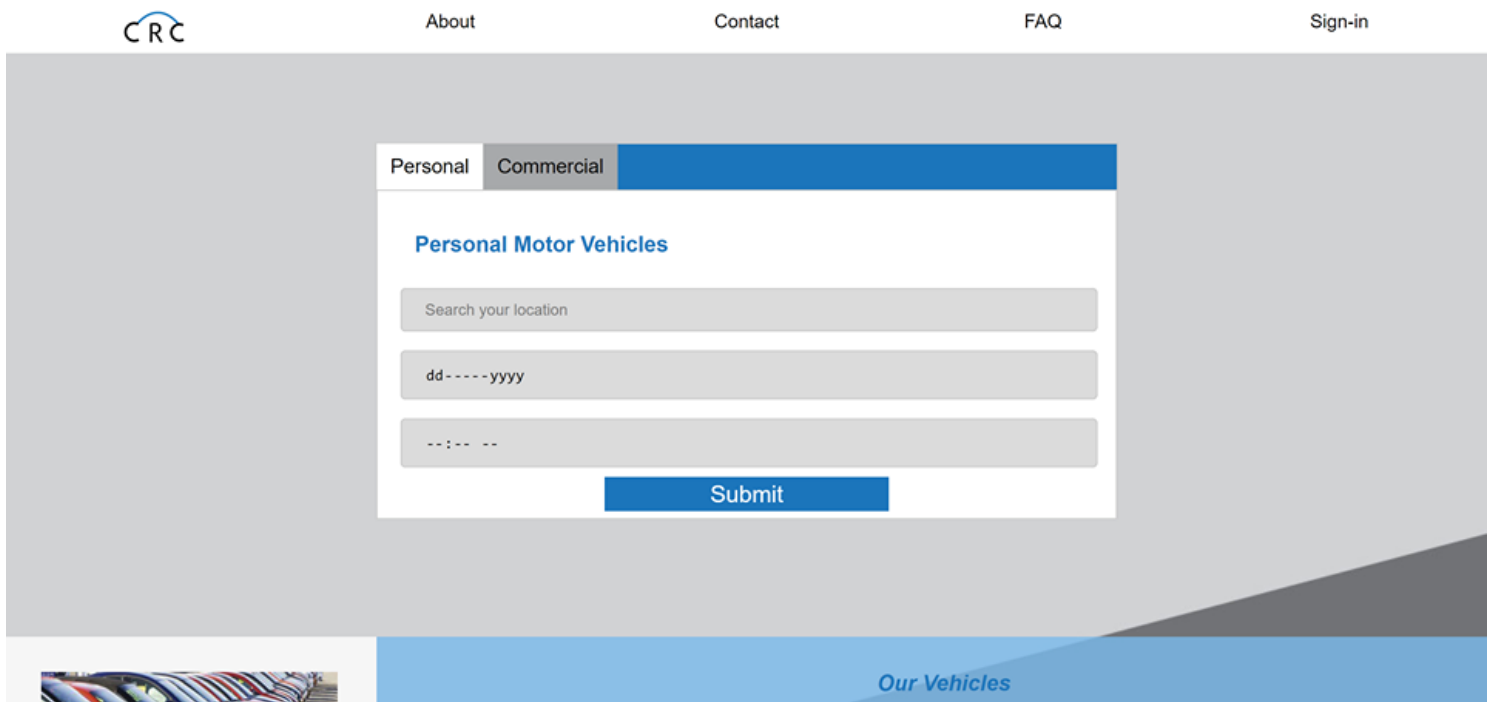 CRC About Contact FAQ Sign-in
Personal Commercial
Personal Motor Vehicles
Search your location
dd-----yyyy
--:-- --
Submit
Our Vehicles